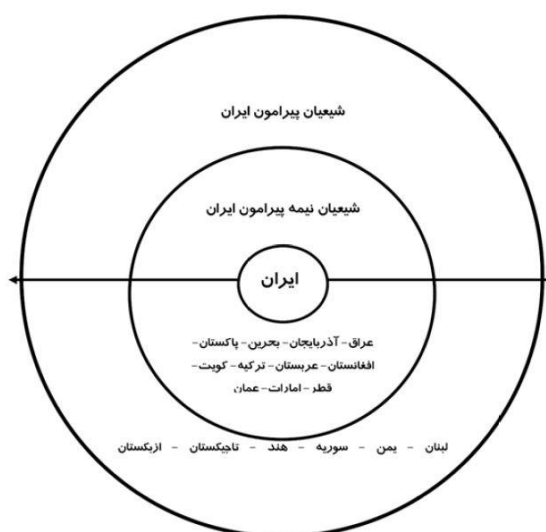 شیعیان پیرامون ایران
شیعیان نیمه پیرامون ایران
ایران
عراق – آذربایجان – بحرین – پاکستان –
افغانستان – عربستان – ترکیه – کویت –
قطر – امارات – عمان
لبنان – یمن – سوریه – هند – تاجیکستان – ازبکستان